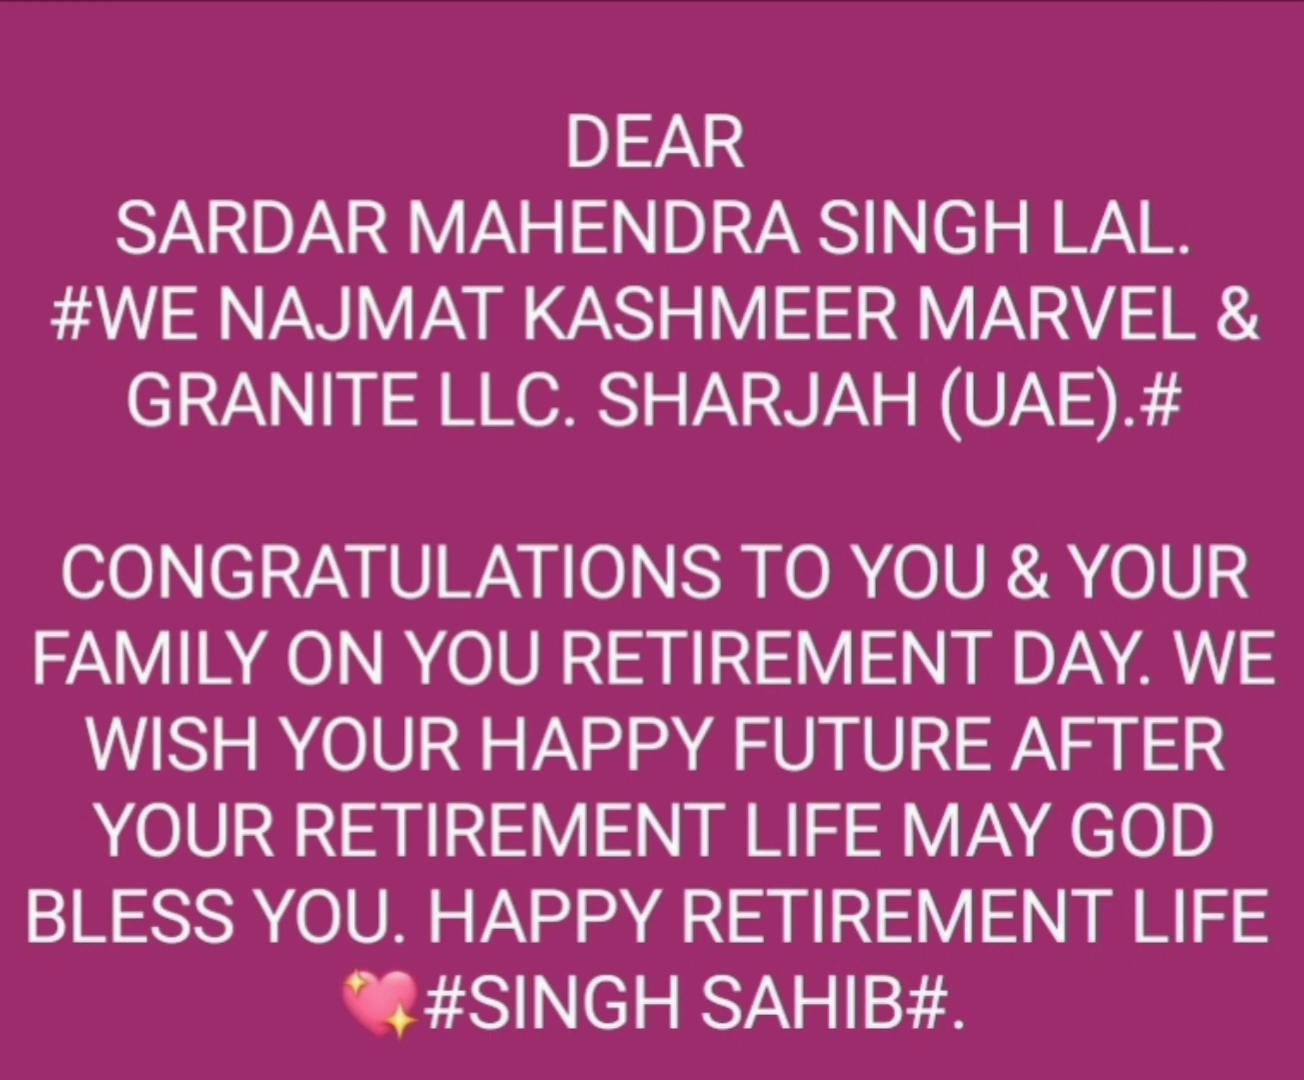 DEAR
SARDAR MAHENDRA SINGH LAL.
#WE NAJMAT KASHMEER MARVEL &
GRANITE LLC. SHARJAH (UAE).#
CONGRATULATIONS TO YOU & YOUR
FAMILY ON YOU RETIREMENT DAY. WE
WISH YOUR HAPPY FUTURE AFTER
YOUR RETIREMENT LIFE MAY GOD
BLESS YOU. HAPPY RETIREMENT LIFE
💖#SINGH SAHIB#.